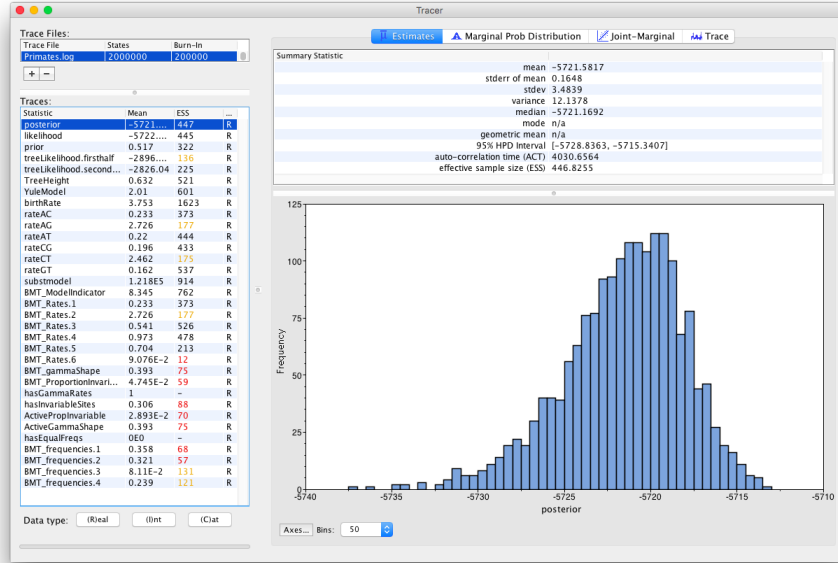 Tracer
Trace Files:
Trace File States Burn-In
Primates.log 2000000 200000
+ −
Traces:
Statistic Mean ESS ...
posterior -5721.... 447 R
likelihood -5722.... 445 R
prior 0.517 322 R
treeLikelihood.firsthalf -2896.... 136 R
treeLikelihood.second... -2826.04 225 R
TreeHeight 0.632 521 R
YuleModel 2.01 601 R
birthRate 3.753 1623 R
rateAC 0.233 373 R
rateAG 2.726 177 R
rateAT 0.22 444 R
rateCG 0.196 433 R
rateCT 2.462 175 R
rateGT 0.162 537 R
substmodel 1.218E5 914 R
BMT_ModelIndicator 8.345 762 R
BMT_Rates.1 0.233 373 R
BMT_Rates.2 2.726 177 R
BMT_Rates.3 0.541 526 R
BMT_Rates.4 0.973 478 R
BMT_Rates.5 0.704 213 R
BMT_Rates.6 9.076E-2 12 R
BMT_gammaShape 0.393 75 R
BMT_ProportionInvari... 4.745E-2 59 R
hasGammaRates 1 - R
hasInvariableSites 0.306 88 R
ActivePropInvariable 2.893E-2 70 R
ActiveGammaShape 0.393 75 R
hasEqualFreqs 0E0 - R
BMT_frequencies.1 0.358 68 R
BMT_frequencies.2 0.321 57 R
BMT_frequencies.3 8.11E-2 131 R
BMT_frequencies.4 0.239 121 R
Data type: (R)eal (I)nt (C)at
Estimates Marginal Prob Distribution Joint-Marginal Trace
Summary Statistic
mean -5721.5817
stderr of mean 0.1648
stdev 3.4839
variance 12.1378
median -5721.1692
mode n/a
geometric mean n/a
95% HPD Interval [-5728.8363, -5715.3407]
auto-correlation time (ACT) 4030.6564
effective sample size (ESS) 446.8255
125
100
75
50
25
0
Frequency
-5740 -5735 -5730 -5725 -5720 -5715 -5710
posterior
Axes... Bins: 50